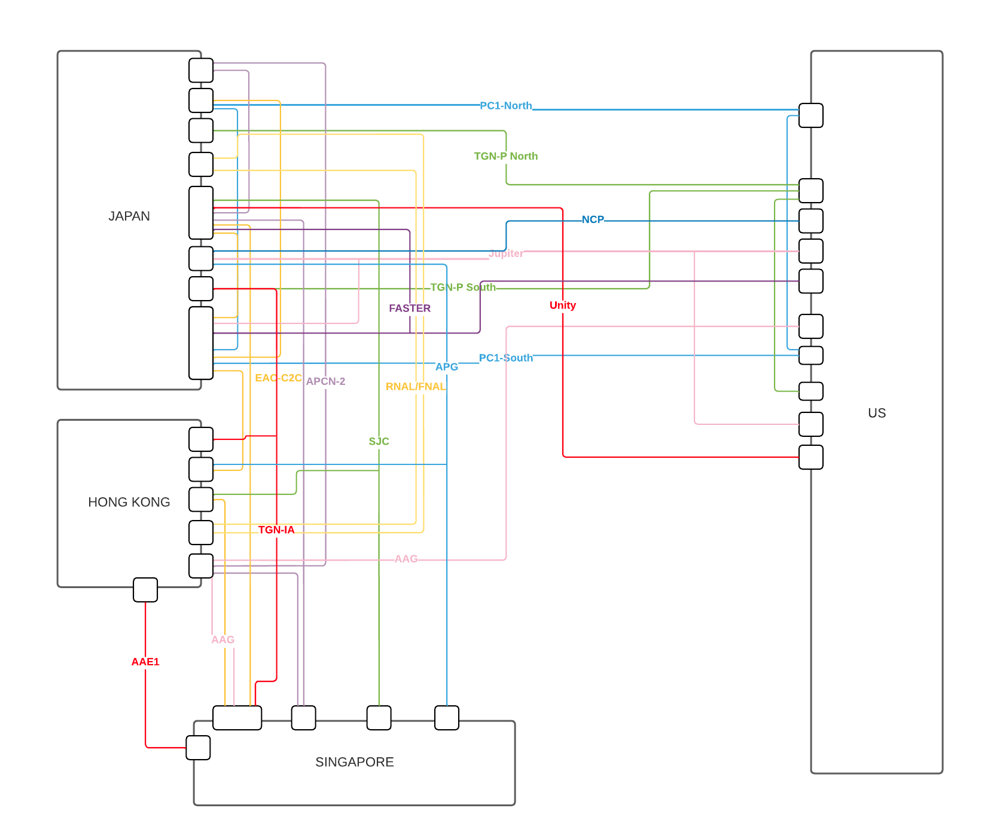 PC1-North
TGN-P North
JAPAN
NCP
Jupiter
TGN-P South
Unity
FASTER
PC1-South
APG
EAC-C2C
APCN-2
RNAL/FNAL
US
SJC
HONG KONG
TGN-IA
AAG
AAG
AAE1
SINGAPORE